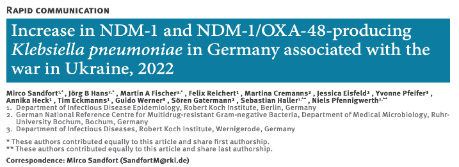 RAPID COMMUNICATION
Increase in NDM-1 and NDM-1/OXA-48-producing
Klebsiella pneumoniae in Germany associated with the
war in Ukraine, 2022
Mirco Sandfort¹,*, Jörg B Hans²,*, Martin A Fischer³,*, Felix Reichert¹, Martina Cremanns², Jessica Eisfeld², Yvonne Pfeifer³,
Annika Heck¹, Tim Eckmanns¹, Guido Werner³, Sören Gatermann², Sebastian Haller¹,**, Niels Pfennigwerth²,**
1. Department of Infectious Disease Epidemiology, Robert Koch Institute, Berlin, Germany
2. German National Reference Centre for Multidrug-resistant Gram-negative Bacteria, Department of Medical Microbiology, Ruhr-
University Bochum, Bochum, Germany
3. Department of Infectious Diseases, Robert Koch Institute, Wernigerode, Germany
* These authors contributed equally to this article and share first authorship.
** These authors contributed equally to this article and share last authorship.
Correspondence: Mirco Sandfort (SandfortM@rki.de)